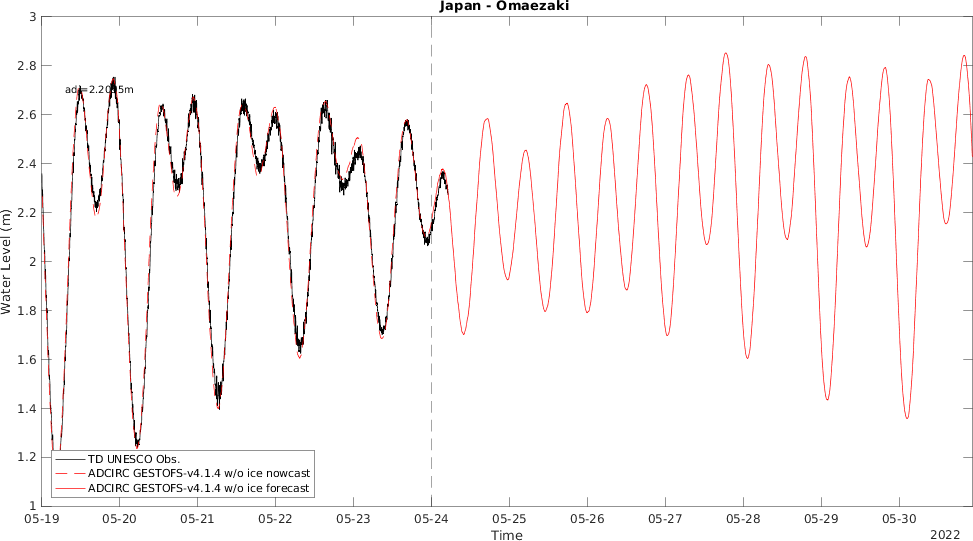 Japan - Omaezaki
3
2.8
2.6
2.4
2.2
2
1.8
1.6
1.4
1.2
1
Water Level (m)
TD UNESCO Obs.
ADCIRC GESTOFS-v4.1.4 w/o ice nowcast
ADCIRC GESTOFS-v4.1.4 w/o ice forecast
05-19 05-20 05-21 05-22 05-23 05-24 05-25 05-26 05-27 05-28 05-29 05-30
Time
2022